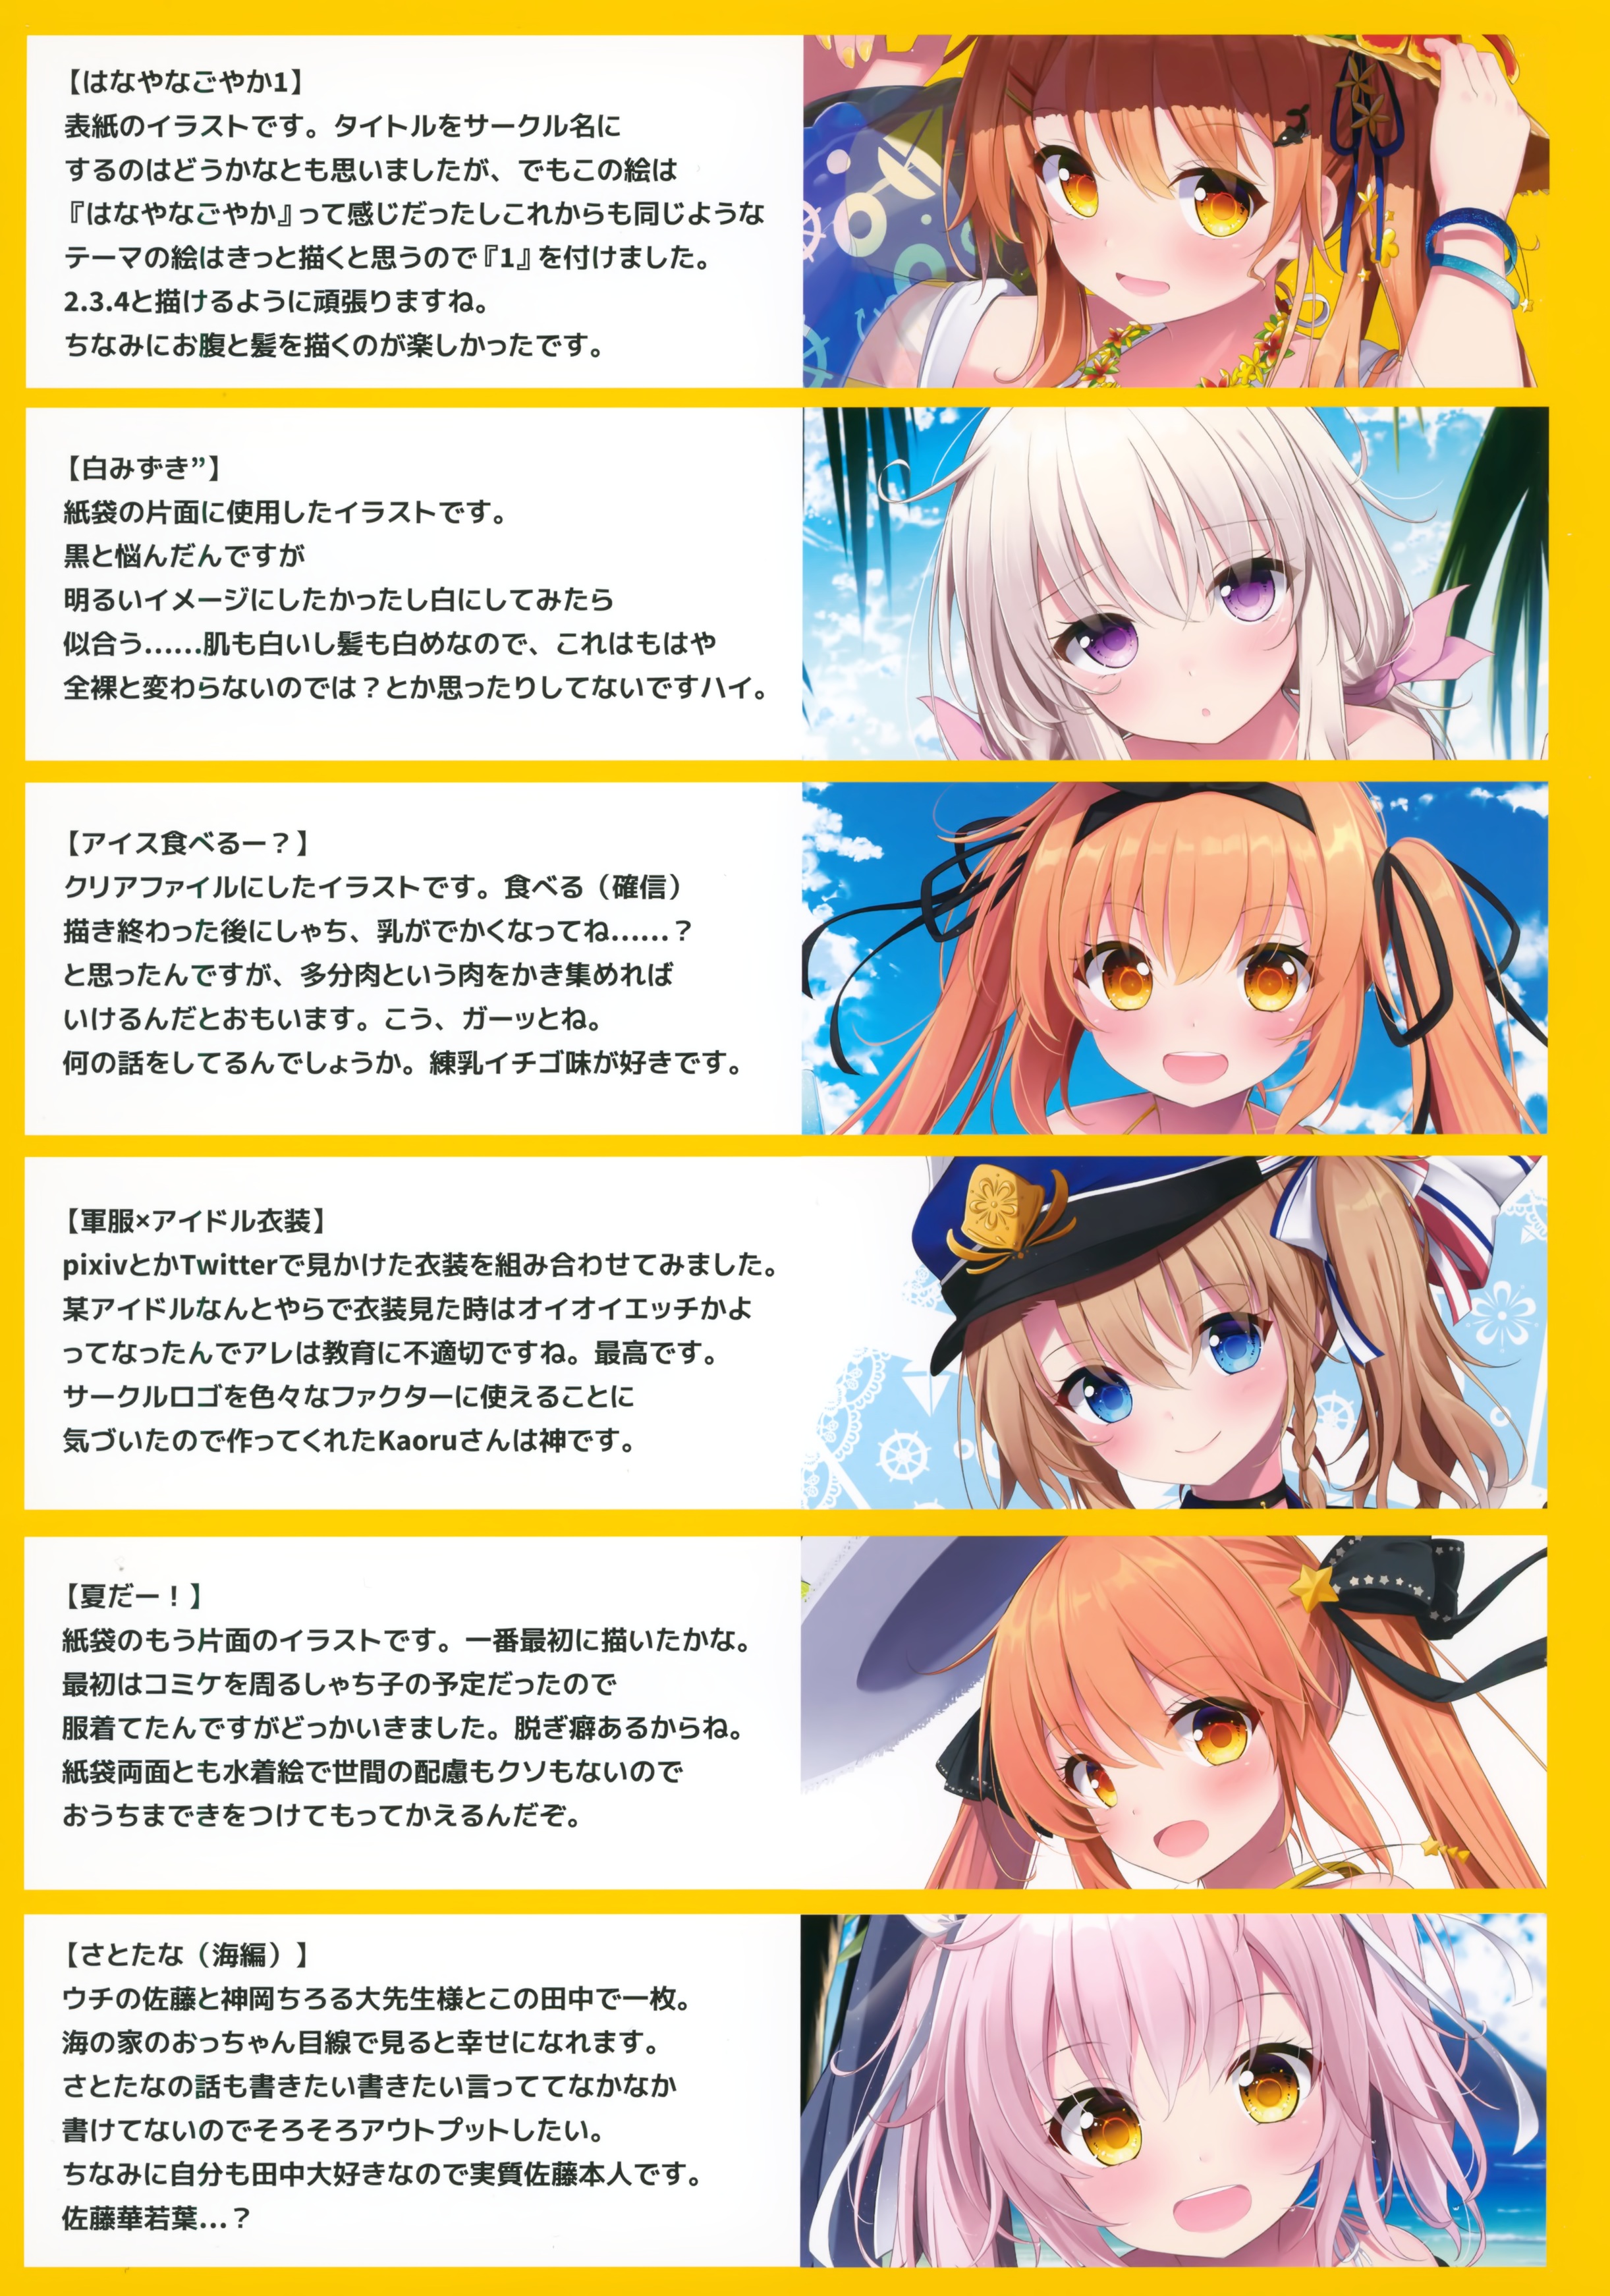 【はなやなごやか1】
表紙のイラストです。タイトルをサークル名に
するのはどうかなとも思いましたが、でもこの絵は
『はなやなごやか』って感じだったしこれからも同じような
テーマの絵はきっと描くと思うので『1』を付けました。
2.3.4と描けるように頑張りますね。
ちなみにお腹と髪を描くのが楽しかったです。
【白みずき”】
紙袋の片面に使用したイラストです。
黒と悩んだんですが
明るいイメージにしたかったし白にしてみたら
似合う……肌も白いし髪も白めなので、これはもはや
全裸と変わらないのでは？とか思ったりしてないですハイ。
【アイス食べるー？】
クリアファイルにしたイラストです。食べる（確信）
描き終わった後にしゃち、乳がでかくなってね……？
と思ったんですが、多分肉という肉をかき集めれば
いけるんだとおもいます。こう、ガーッとね。
何の話をしてるんでしょうか。練乳イチゴ味が好きです。
【軍服×アイドル衣装】
pixivとかTwitterで見かけた衣装を組み合わせてみました。
某アイドルなんとやらで衣装見た時はオイオイエッチかよ
ってなったんでアレは教育に不適切ですね。最高です。
サークルロゴを色々なファクターに使えることに
気づいたので作ってくれたKaoruさんは神です。
【夏だー！】
紙袋のもう片面のイラストです。一番最初に描いたかな。
最初はコミケを周るしゃち子の予定だったので
服着てたんですがどっかいきました。脱ぎ癖あるからね。
紙袋両面とも水着絵で世間の配慮もクソもないので
おうちまできをつけてもってかえるんだぞ。
【さとたな（海編）】
ウチの佐藤と神岡ちろる大先生様とこの田中で一枚。
海の家のおっちゃん目線で見ると幸せになれます。
さとたなの話も書きたい書きたい言っててなかなか
書けてないのでそろそろアウトプットしたい。
ちなみに自分も田中大好きなので実質佐藤本人です。
佐藤華若葉…？